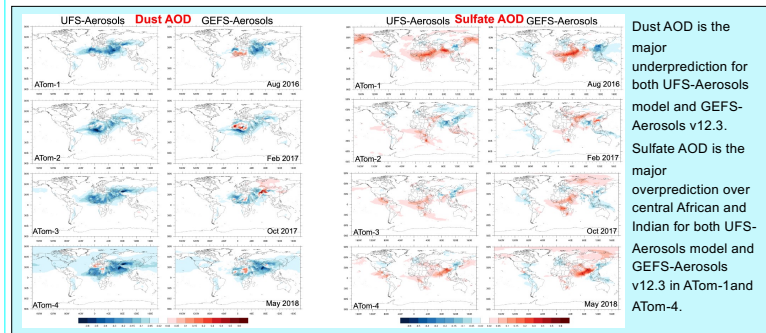 UFS-Aerosols Dust AOD GEFS-Aerosols
UFS-Aerosols Sulfate AOD GEFS-Aerosols
ATom-1
Aug 2016
ATom-1
Aug 2016
ATom-2
Feb 2017
ATom-2
Feb 2017
ATom-3
Oct 2017
ATom-3
Oct 2017
ATom-4
May 2018
ATom-4
May 2018
Dust AOD is the
major
underprediction for
both UFS-Aerosols
model and GEFS-
Aerosols v12.3.
Sulfate AOD is the
major
overprediction over
central African and
Indian for both UFS-
Aerosols model and
GEFS-Aerosols
v12.3 in ATom-1and
ATom-4.